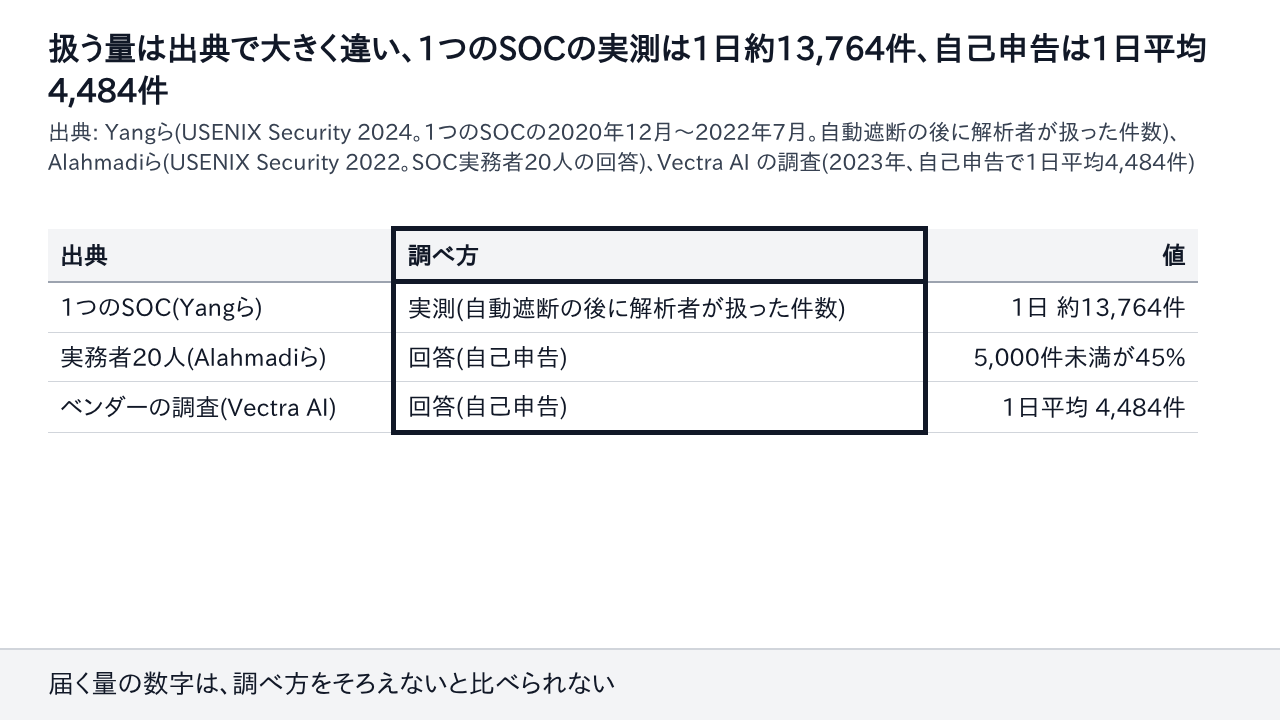 扱う量は出典で大きく違い、1つのSOCの実測は1日約13,764件、自己申告は1日平均
4,484件
出典: Yangら(USENIX Security 2024。1つのSOCの2020年12月〜2022年7月。自動遮断の後に解析者が扱った件数)、
Alahmadiら(USENIX Security 2022。SOC実務者20人の回答)、Vectra AI の調査(2023年、自己申告で1日平均4,484件)
出典 調べ方 値
1つのSOC(Yangら) 実測(自動遮断の後に解析者が扱った件数) 1日 約13,764件
実務者20人(Alahmadiら) 回答(自己申告) 5,000件未満が45%
ベンダーの調査(Vectra AI) 回答(自己申告) 1日平均 4,484件
届く量の数字は、調べ方をそろえないと比べられない